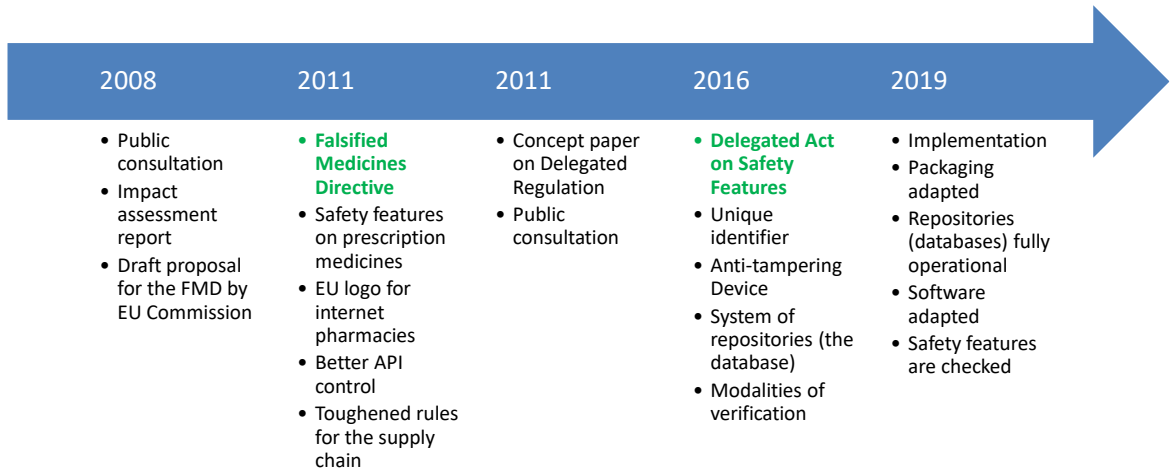 2008
2011
2011
2016
2019
• Public
consultation
• Impact
assessment
report
• Draft proposal
for the FMD by
EU Commission
• Falsified
Medicines
Directive
• Safety features
on prescription
medicines
• EU logo for
internet
pharmacies
• Better API
control
• Toughened rules
for the supply
chain
• Concept paper
on Delegated
Regulation
• Public
consultation
• Delegated Act
on Safety
Features
• Unique
identifier
• Anti-tampering
Device
• System of
repositories (the
database)
• Modalities of
verification
• Implementation
• Packaging
adapted
• Repositories
(databases) fully
operational
• Software
adapted
• Safety features
are checked